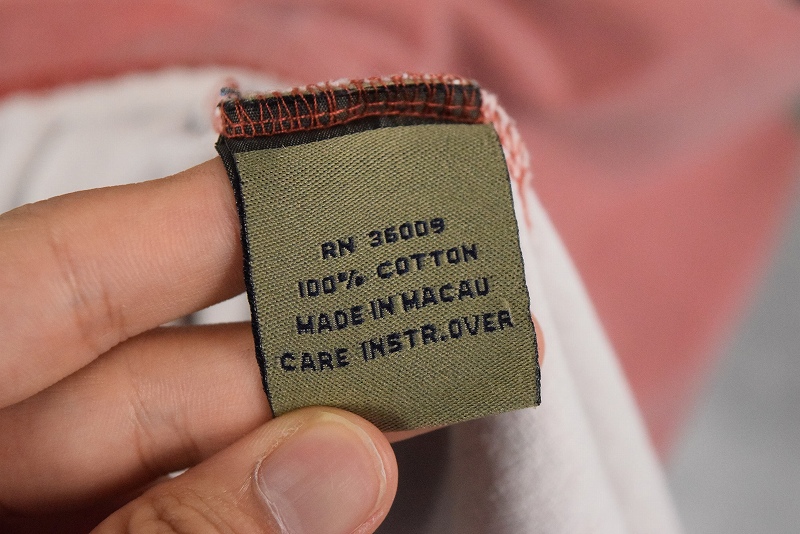 RN 36009
100% COTTON
MADE IN MACAU
CARE INSTR.OVER